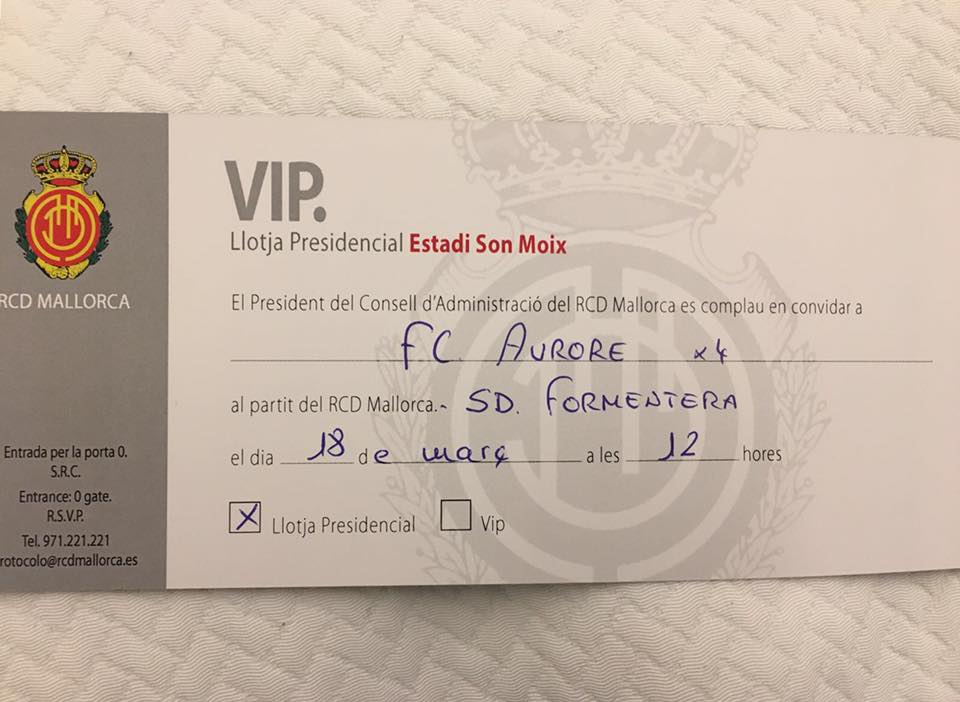 RCD MALLORCA
Entrada per la porta 0.
S.R.C.
Entrance: 0 gate.
R.S.V.P.
Tel. 971.221.221
rotocolo@rcdmallorca.es
VIP.
Llotja Presidencial Estadi Son Moix
El President del Consell d'Administració del RCD Mallorca es complau en convidar a
FC. AURORE x4
al partit del RCD Mallorca.- SD. FORMENTERA
el dia 18 de març a les 12 hores
X Llotja Presidencial Vip